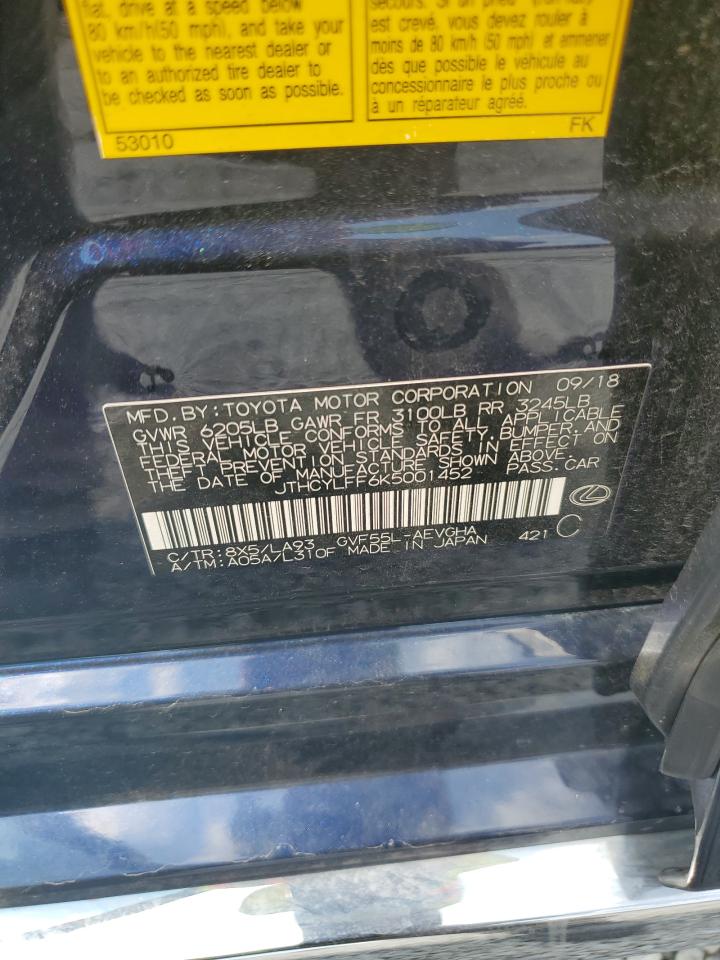 flat, drive at a speed below
80 km/h(50 mph), and take your
vehicle to the nearest dealer or
to an authorized tire dealer to
be checked as soon as possible.
secours. Si un pneu
est crevé, vous devez rouler à
moins de 80 km/h (50 mph) et emmener
dès que possible le véhicule au
concessionnaire le plus proche ou
à un réparateur agréé.
53010
FK
MFD.BY:TOYOTA MOTOR CORPORATION 09/18
GVWR 6205LB GAWR FR 3100LB RR 3245LB
THIS VEHICLE CONFORMS TO ALL APPLICABLE
FEDERAL MOTOR VEHICLE SAFETY,BUMPER,AND
THEFT PREVENTION STANDARDS IN EFFECT ON
THE DATE OF MANUFACTURE SHOWN ABOVE.
JTHCYLFF6K5001452 PASS.CAR
C/TR:8X5/LA93 GVF55L-AEVGHA 421 C
A/TM:A05A/L310F MADE IN JAPAN